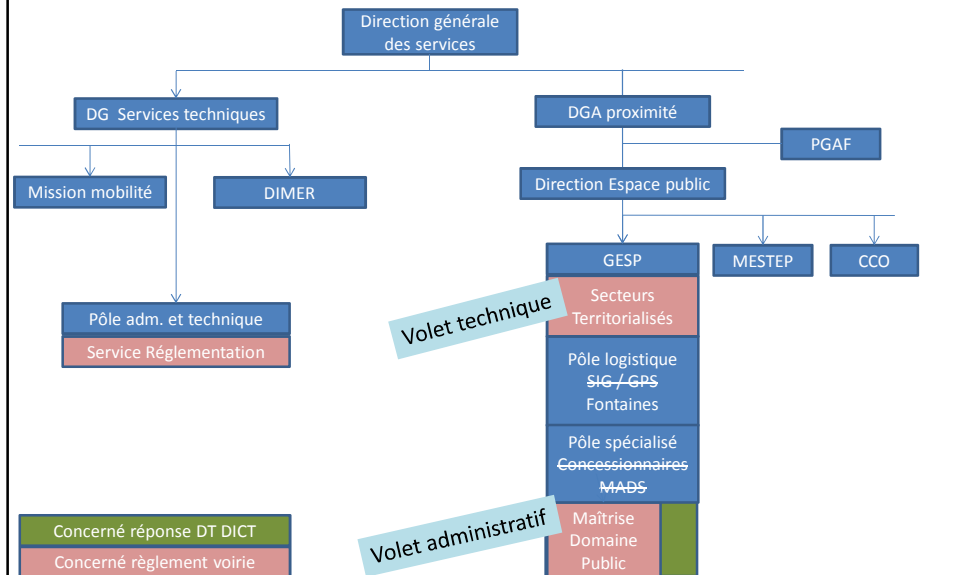 Direction générale
des services
DG Services techniques
DGA proximité
PGAF
Mission mobilité
DIMER
Direction Espace public
GESP
MESTEP
CCO
Volet technique
Secteurs
Territorialisés
Pôle adm. et technique
Service Réglementation
Pôle logistique
SIG / GPS
Fontaines
Pôle spécialisé
Concessionnaires
MADS
Volet administratif
Maîtrise
Domaine
Public
Concerné réponse DT DICT
Concerné règlement voirie